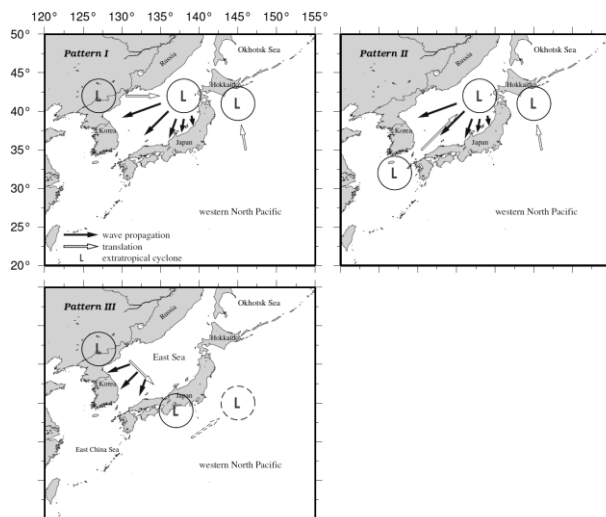 120° 125° 130° 135° 140° 145° 150° 155°
50°
45°
40°
35°
30°
25°
20°
Pattern I
Russia
Okhotsk Sea
Hokkaido
L
L
L
Korea
Japan
western North Pacific
wave propagation
translation
L extratropical cyclone
Pattern II
Russia
Okhotsk Sea
Hokkaido
L
L
Korea
Japan
L
western North Pacific
Pattern III
Russia
Okhotsk Sea
Hokkaido
L
East Sea
Korea
Japan
L
L
East China Sea
western North Pacific